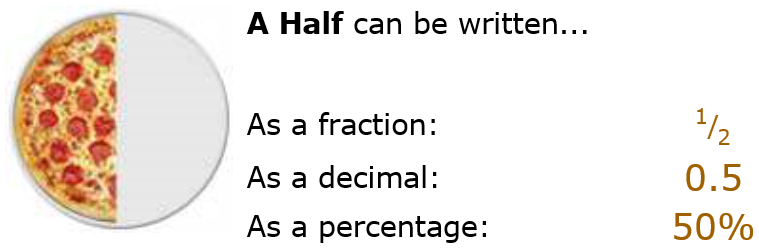 A Half can be written...
As a fraction: 1/2
As a decimal: 0.5
As a percentage: 50%